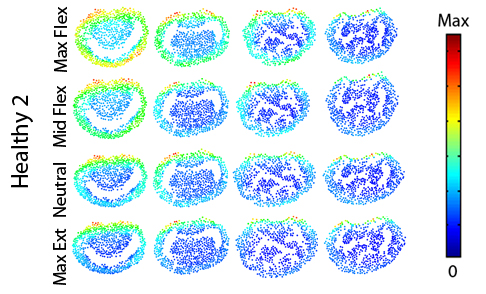 Healthy 2
Max Flex
Mid Flex
Neutral
Max Ext
Max
0